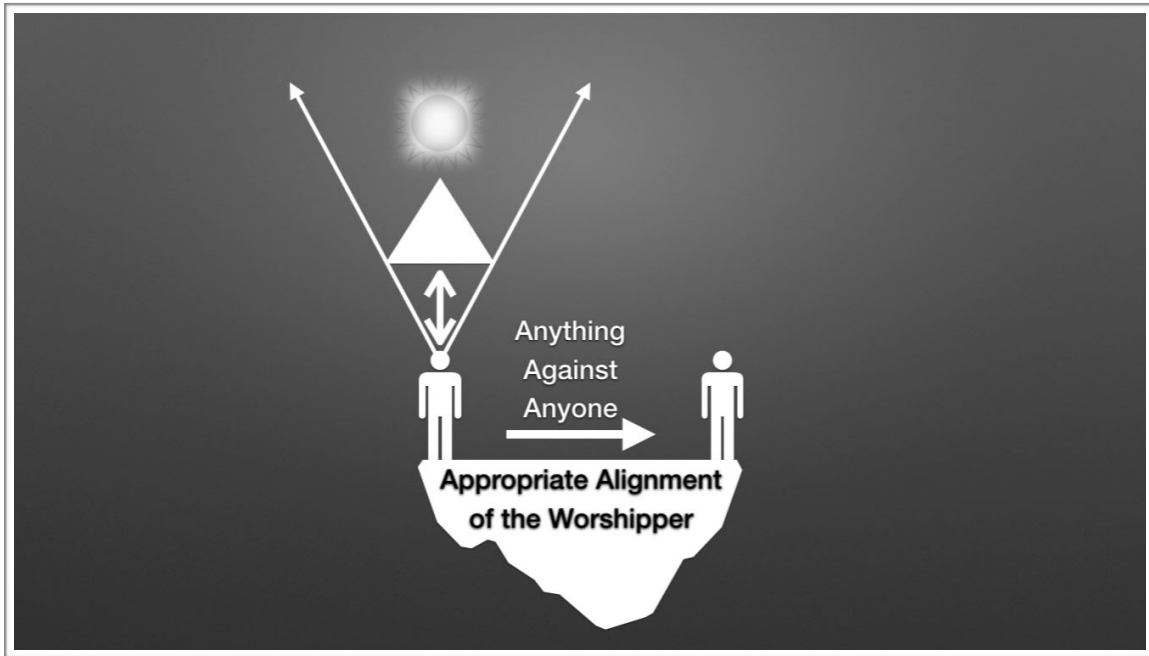 Anything
Against
Anyone
Appropriate Alignment
of the Worshipper